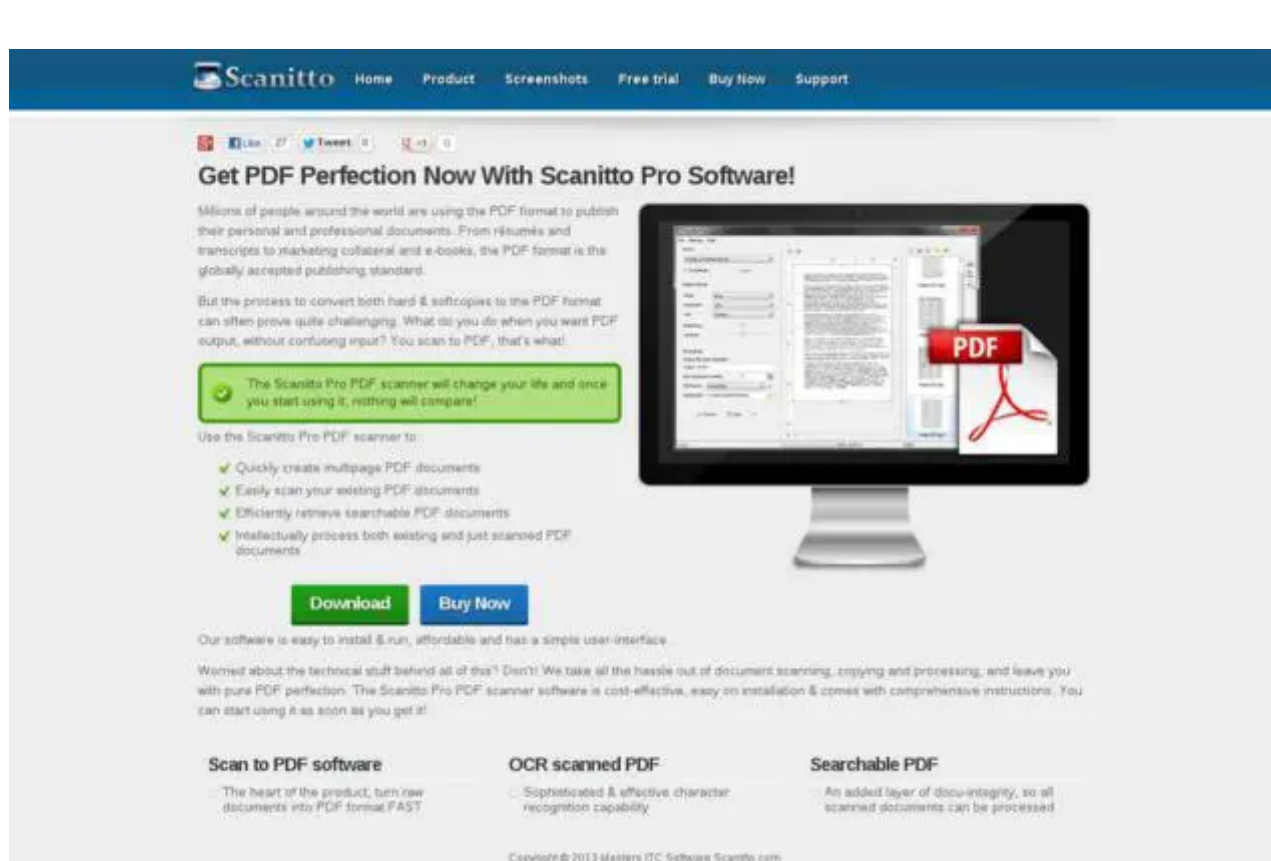 Scanitto Home Product Screenshots Free trial Buy Now Support
Like 27 Tweet 0 +1 0
Get PDF Perfection Now With Scanitto Pro Software!
Millions of people around the world are using the PDF format to publish
their personal and professional documents. From résumés and
transcripts to marketing collateral and e-books, the PDF format is the
globally accepted publishing standard.
But the process to convert both hard & softcopies to the PDF format
can often prove quite challenging. What do you do when you want PDF
output, without confusing input? You scan to PDF, that's what!
The Scanitto Pro PDF scanner will change your life and once
you start using it, nothing will compare!
Use the Scanitto Pro PDF scanner to:
Quickly create multipage PDF documents
Easily scan your existing PDF documents
Efficiently retrieve searchable PDF documents
Intellectually process both existing and just scanned PDF
documents
PDF
Download Buy Now
Our software is easy to install & run, affordable and has a simple user-interface.
Worried about the technical stuff behind all of this? Don't! We take all the hassle out of document scanning, copying and processing, and leave you
with pure PDF perfection. The Scanitto Pro PDF scanner software is cost-effective, easy on installation & comes with comprehensive instructions. You
can start using it as soon as you get it!
Scan to PDF software
The heart of the product, turn raw
documents into PDF format FAST
OCR scanned PDF
Sophisticated & effective character
recognition capability
Searchable PDF
An added layer of docu-integrity, so all
scanned documents can be processed
Copyright © 2013 Masters ITC Software Scanitto.com